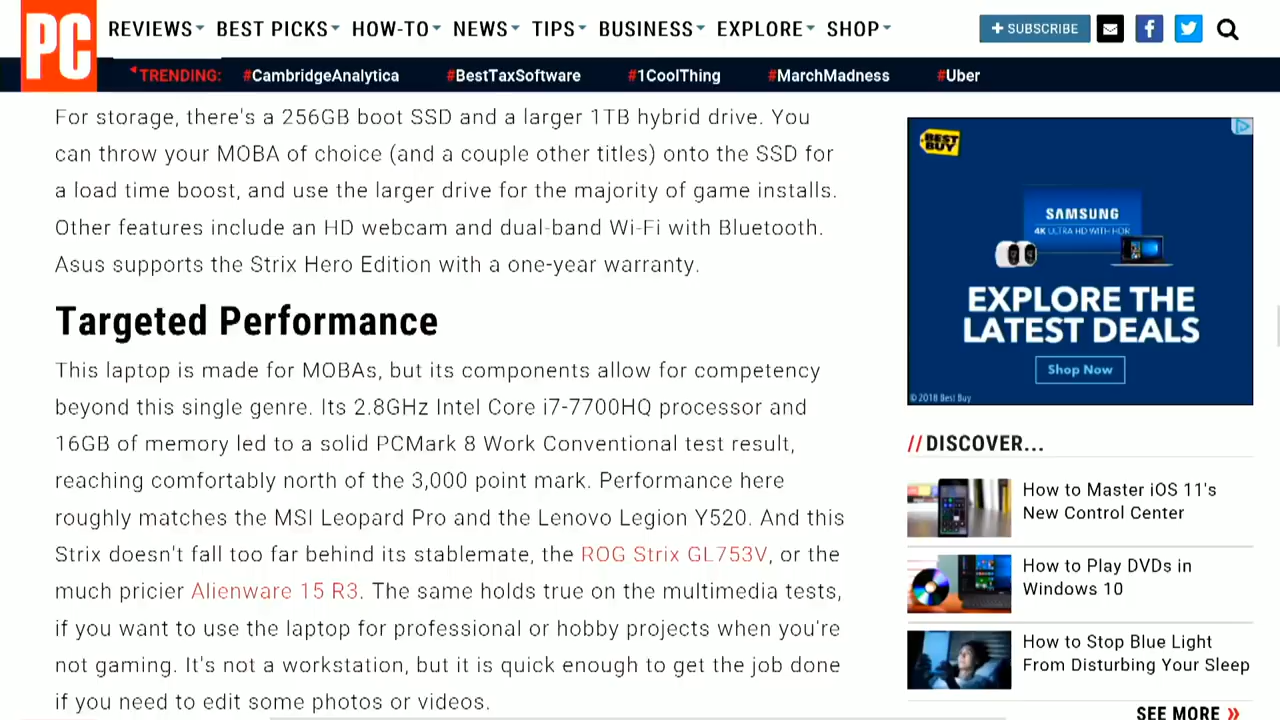 PC
REVIEWS BEST PICKS HOW-TO NEWS TIPS BUSINESS EXPLORE SHOP
+ SUBSCRIBE
TRENDING: #CambridgeAnalytica #BestTaxSoftware #1CoolThing #MarchMadness #Uber
For storage, there's a 256GB boot SSD and a larger 1TB hybrid drive. You
can throw your MOBA of choice (and a couple other titles) onto the SSD for
a load time boost, and use the larger drive for the majority of game installs.
Other features include an HD webcam and dual-band Wi-Fi with Bluetooth.
Asus supports the Strix Hero Edition with a one-year warranty.
Targeted Performance
This laptop is made for MOBAs, but its components allow for competency
beyond this single genre. Its 2.8GHz Intel Core i7-7700HQ processor and
16GB of memory led to a solid PCMark 8 Work Conventional test result,
reaching comfortably north of the 3,000 point mark. Performance here
roughly matches the MSI Leopard Pro and the Lenovo Legion Y520. And this
Strix doesn't fall too far behind its stablemate, the ROG Strix GL753V, or the
much pricier Alienware 15 R3. The same holds true on the multimedia tests,
if you want to use the laptop for professional or hobby projects when you're
not gaming. It's not a workstation, but it is quick enough to get the job done
if you need to edit some photos or videos.
BEST BUY
SAMSUNG
4K ULTRA HD WITH HDR
EXPLORE THE
LATEST DEALS
Shop Now
© 2018 Best Buy
// DISCOVER...
How to Master iOS 11's
New Control Center
How to Play DVDs in
Windows 10
How to Stop Blue Light
From Disturbing Your Sleep
SEE MORE »